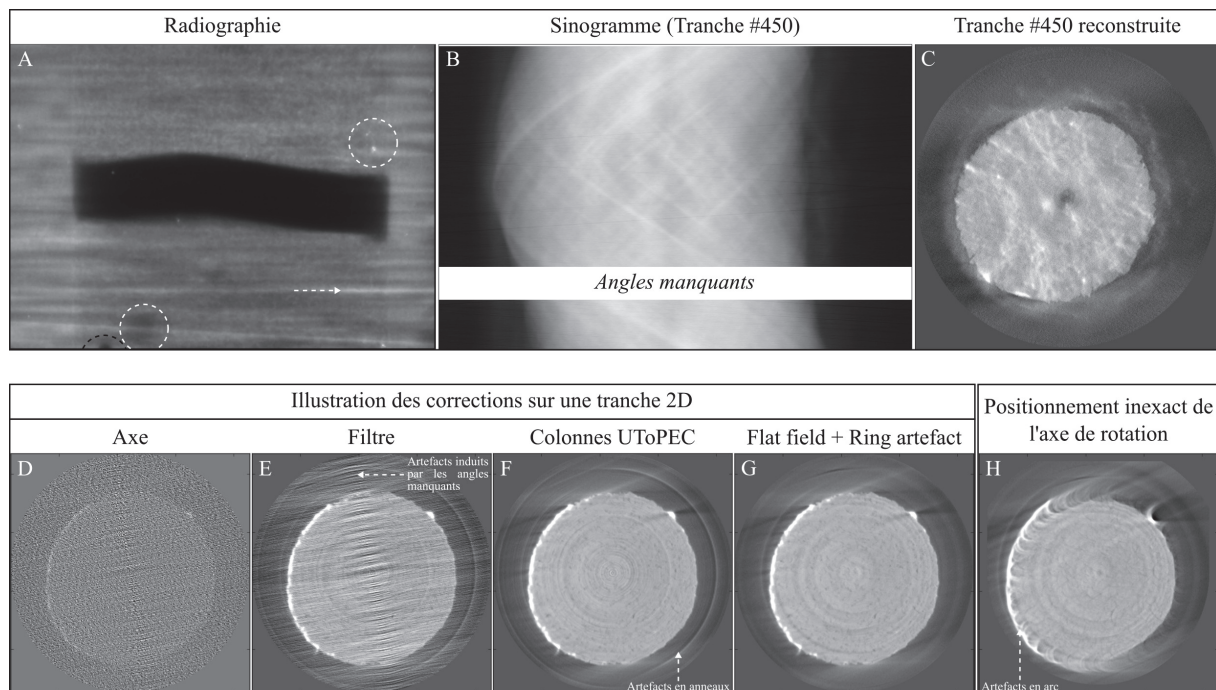 Radiographie
Sinogramme (Tranche #450)
Tranche #450 reconstruite
A
B
C
Angles manquants
Illustration des corrections sur une tranche 2D
Positionnement inexact de
l'axe de rotation
Axe
Filtre
Colonnes UToPEC
Flat field + Ring artefact
D
E
F
G
H
Artefacts induits
par les angles
manquants
Artefacts en anneaux
Artefacts en arc